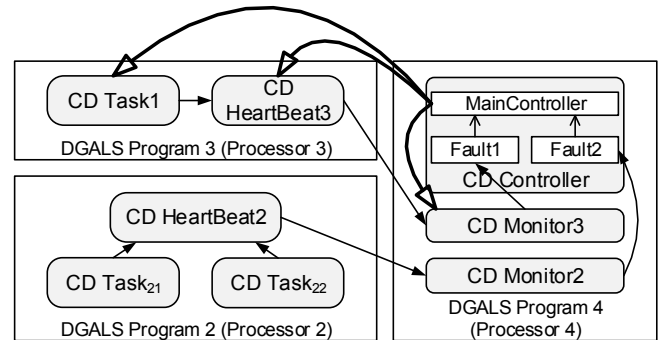 CD Task1
CD
HeartBeat3
DGALS Program 3 (Processor 3)
CD HeartBeat2
CD Task21
CD Task22
DGALS Program 2 (Processor 2)
MainController
Fault1
Fault2
CD Controller
CD Monitor3
CD Monitor2
DGALS Program 4
(Processor 4)